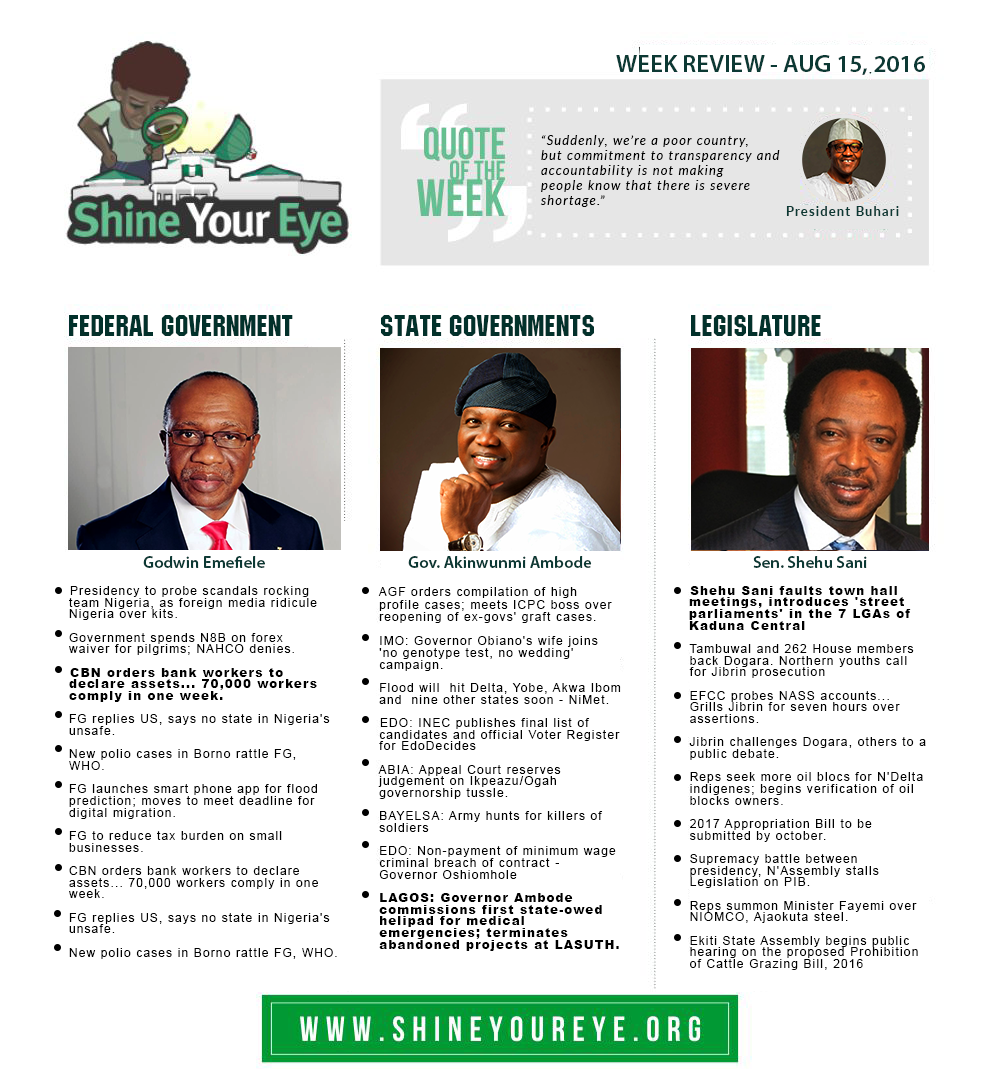 WEEK REVIEW - AUG 15, 2016
QUOTE
OF THE
WEEK
“Suddenly, we’re a poor country,
but commitment to transparency and
accountability is not making
people know that there is severe
shortage.”
President Buhari
Shine Your Eye
FEDERAL GOVERNMENT
Godwin Emefiele
• Presidency to probe scandals rocking
team Nigeria, as foreign media ridicule
Nigeria over kits.
• Government spends N8B on forex
waiver for pilgrims; NAHCO denies.
• CBN orders bank workers to
declare assets... 70,000 workers
comply in one week.
• FG replies US, says no state in Nigeria's
unsafe.
• New polio cases in Borno rattle FG,
WHO.
• FG launches smart phone app for flood
prediction; moves to meet deadline for
digital migration.
• FG to reduce tax burden on small
businesses.
• CBN orders bank workers to declare
assets... 70,000 workers comply in one
week.
• FG replies US, says no state in Nigeria's
unsafe.
• New polio cases in Borno rattle FG, WHO.
STATE GOVERNMENTS
Gov. Akinwunmi Ambode
• AGF orders compilation of high
profile cases; meets ICPC boss over
reopening of ex-govs' graft cases.
• IMO: Governor Obiano's wife joins
'no genotype test, no wedding'
campaign.
• Flood will hit Delta, Yobe, Akwa Ibom
and nine other states soon - NiMet.
• EDO: INEC publishes final list of
candidates and official Voter Register
for EdoDecides
• ABIA: Appeal Court reserves
judgement on Ikpeazu/Ogah
governorship tussle.
• BAYELSA: Army hunts for killers of
soldiers
• EDO: Non-payment of minimum wage
criminal breach of contract -
Governor Oshiomhole
• LAGOS: Governor Ambode
commissions first state-owed
helipad for medical
emergencies; terminates
abandoned projects at LASUTH.
LEGISLATURE
Sen. Shehu Sani
• Shehu Sani faults town hall
meetings, introduces 'street
parliaments' in the 7 LGAs of
Kaduna Central
• Tambuwal and 262 House members
back Dogara. Northern youths call
for Jibrin prosecution
• EFCC probes NASS accounts...
Grills Jibrin for seven hours over
assertions.
• Jibrin challenges Dogara, others to a
public debate.
• Reps seek more oil blocs for N'Delta
indigenes; begins verification of oil
blocks owners.
• 2017 Appropriation Bill to be
submitted by october.
• Supremacy battle between
presidency, N'Assembly stalls
Legislation on PIB.
• Reps summon Minister Fayemi over
NIOMCO, Ajaokuta steel.
• Ekiti State Assembly begins public
hearing on the proposed Prohibition
of Cattle Grazing Bill, 2016
WWW.SHINEYOUREYE.ORG